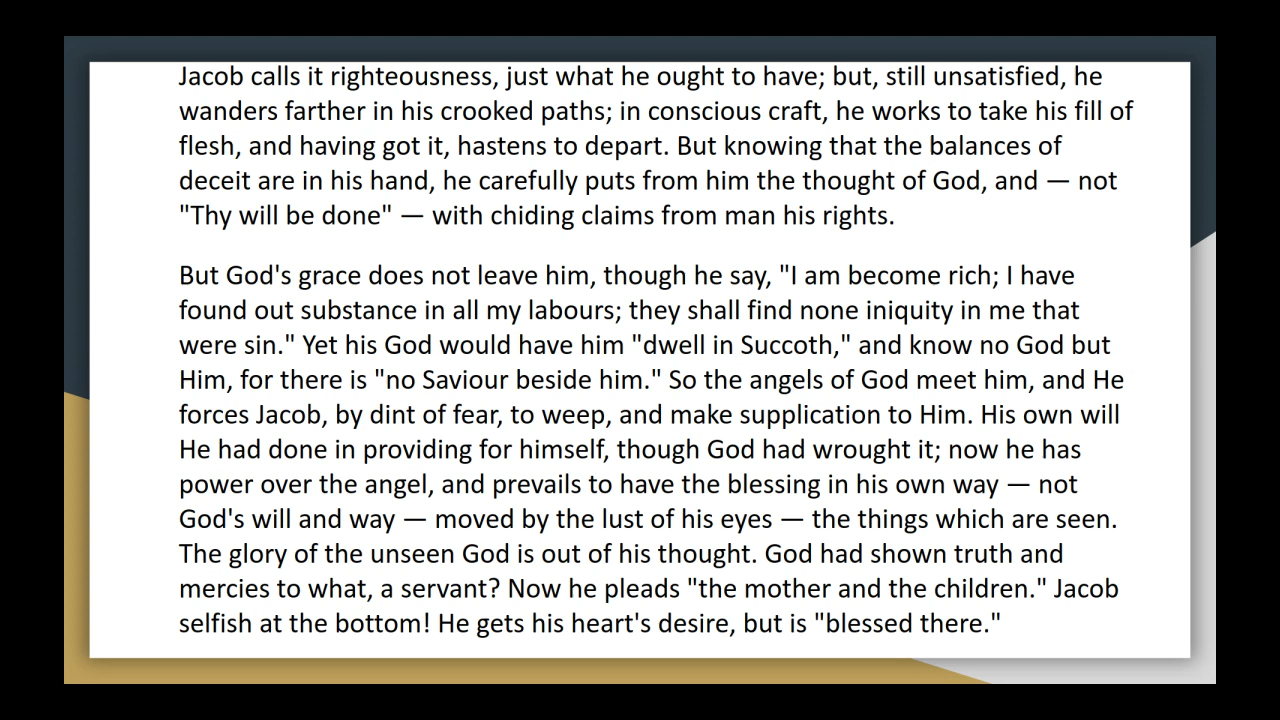 Jacob calls it righteousness, just what he ought to have; but, still unsatisfied, he
wanders farther in his crooked paths; in conscious craft, he works to take his fill of
flesh, and having got it, hastens to depart. But knowing that the balances of
deceit are in his hand, he carefully puts from him the thought of God, and — not
"Thy will be done" — with chiding claims from man his rights.
But God's grace does not leave him, though he say, "I am become rich; I have
found out substance in all my labours; they shall find none iniquity in me that
were sin." Yet his God would have him "dwell in Succoth," and know no God but
Him, for there is "no Saviour beside him." So the angels of God meet him, and He
forces Jacob, by dint of fear, to weep, and make supplication to Him. His own will
He had done in providing for himself, though God had wrought it; now he has
power over the angel, and prevails to have the blessing in his own way — not
God's will and way — moved by the lust of his eyes — the things which are seen.
The glory of the unseen God is out of his thought. God had shown truth and
mercies to what, a servant? Now he pleads "the mother and the children." Jacob
selfish at the bottom! He gets his heart's desire, but is "blessed there."